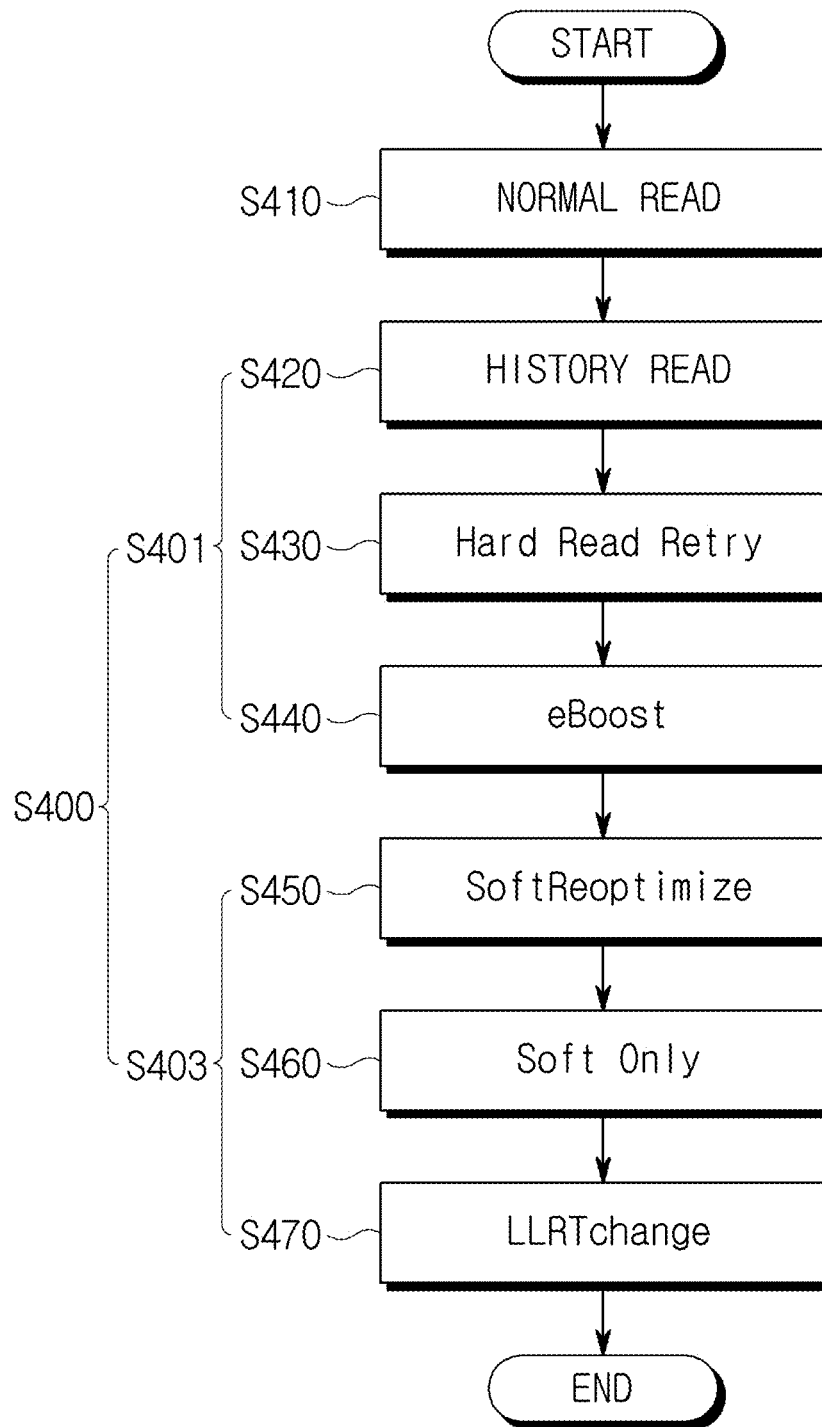 START
S410 NORMAL READ
S420 HISTORY READ
S401 S430 Hard Read Retry
S440 eBoost
S400
S450 SoftReoptimize
S403 S460 Soft Only
S470 LLRTchange
END